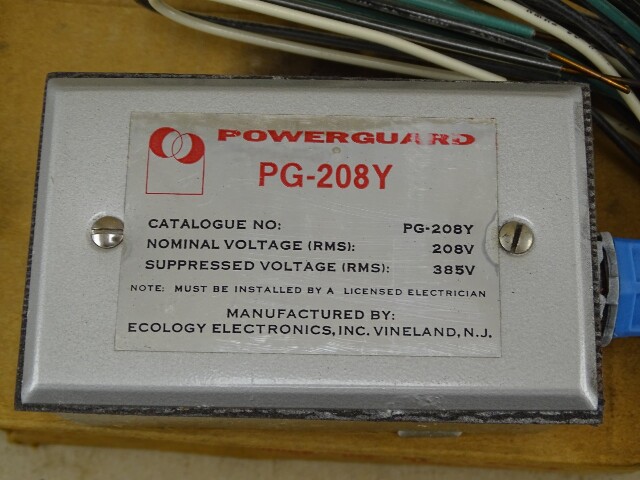 POWERGUARD
PG-208Y
CATALOGUE NO: PG-208Y
NOMINAL VOLTAGE (RMS): 208V
SUPPRESSED VOLTAGE (RMS): 385V
NOTE: MUST BE INSTALLED BY A LICENSED ELECTRICIAN
MANUFACTURED BY:
ECOLOGY ELECTRONICS, INC. VINELAND, N.J.